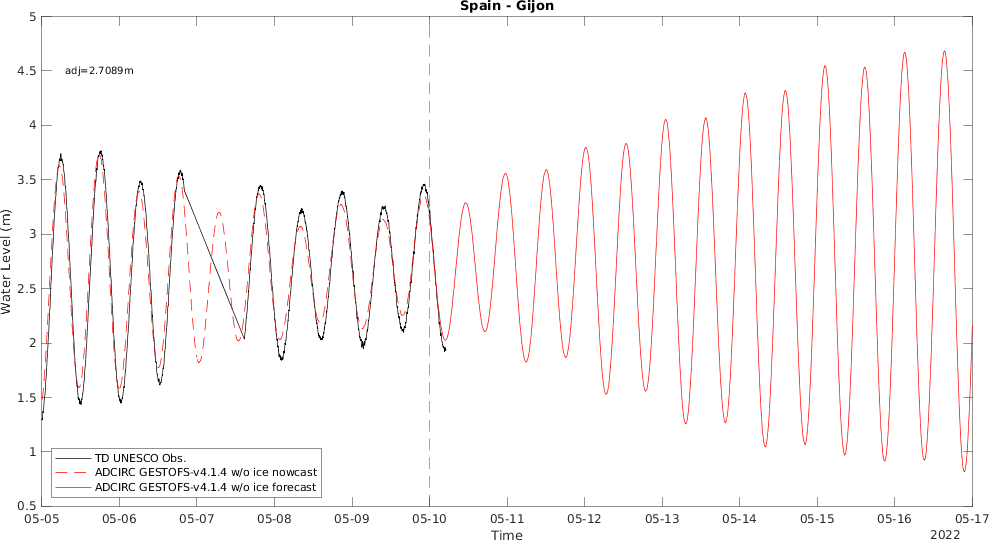 Spain - Gijon
adj=2.7089m
Water Level (m)
5
4.5
4
3.5
3
2.5
2
1.5
1
0.5
TD UNESCO Obs.
ADCIRC GESTOFS-v4.1.4 w/o ice nowcast
ADCIRC GESTOFS-v4.1.4 w/o ice forecast
05-05 05-06 05-07 05-08 05-09 05-10 05-11 05-12 05-13 05-14 05-15 05-16 05-17
Time
2022